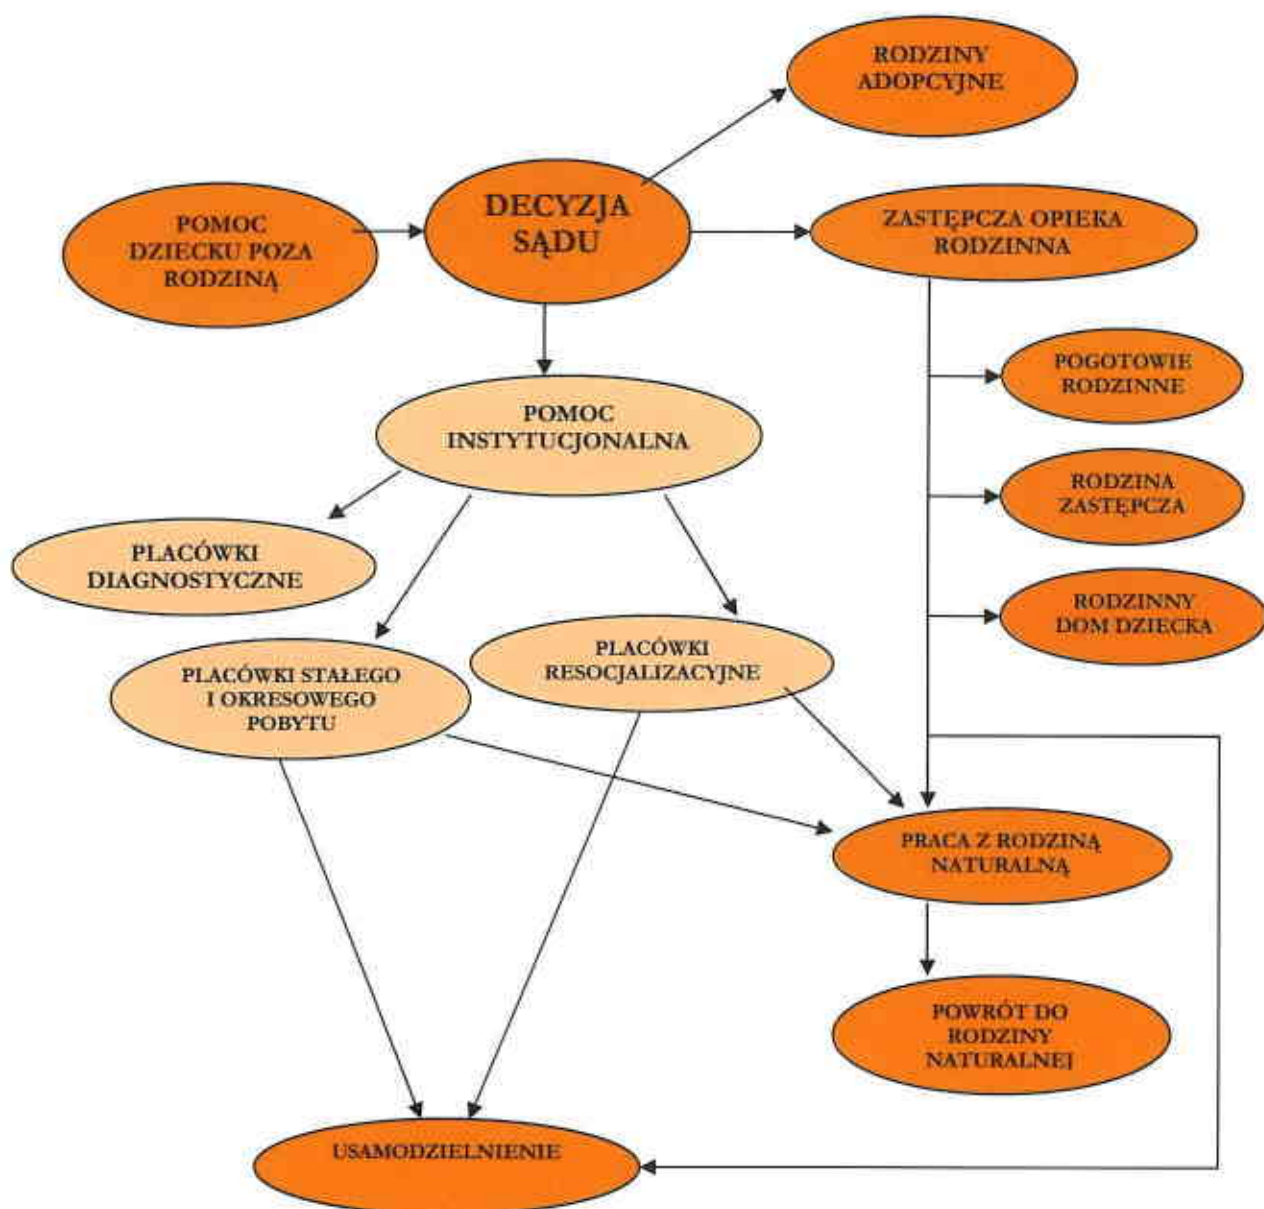 RODZINY
ADOPCYJNE
POMOC
DZIECKU POZA
RODZINĄ
DECYZJA
SĄDU
ZASTĘPCZA OPIEKA
RODZINNA
POGOTOWIE
RODZINNE
POMOC
INSTYTUCJONALNA
RODZINA
ZASTĘPCZA
PLACÓWKI
DIAGNOSTYCZNE
RODZINNY
DOM DZIECKA
PLACÓWKI STAŁEGO
I OKRESOWEGO
POBYTU
PLACÓWKI
RESOCJALIZACYJNE
PRACA Z RODZINĄ
NATURALNĄ
POWRÓT DO
RODZINY
NATURALNEJ
USAMODZIELNIENIE